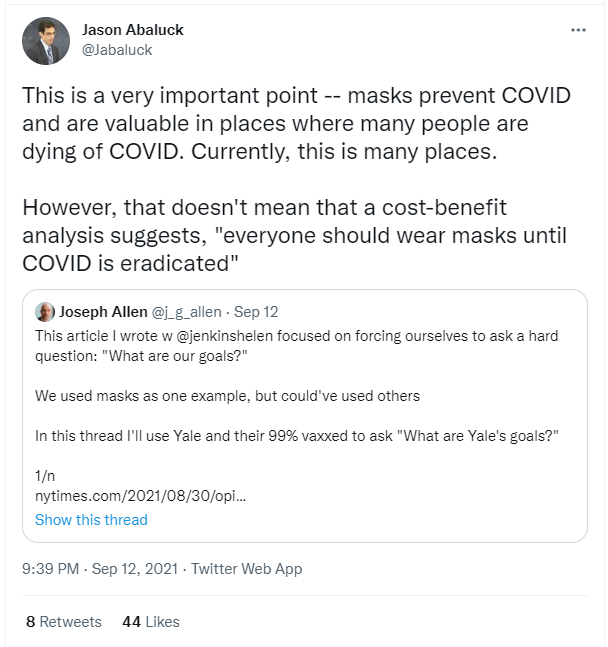 Jason Abaluck
@Jabaluck
This is a very important point -- masks prevent COVID
and are valuable in places where many people are
dying of COVID. Currently, this is many places.
However, that doesn't mean that a cost-benefit
analysis suggests, "everyone should wear masks until
COVID is eradicated"
Joseph Allen @j_g_allen · Sep 12
This article I wrote w @jenkinshelen focused on forcing ourselves to ask a hard
question: "What are our goals?"
We used masks as one example, but could've used others
In this thread I'll use Yale and their 99% vaxxed to ask "What are Yale's goals?"
1/n
nytimes.com/2021/08/30/opi...
Show this thread
9:39 PM · Sep 12, 2021 · Twitter Web App
8 Retweets 44 Likes